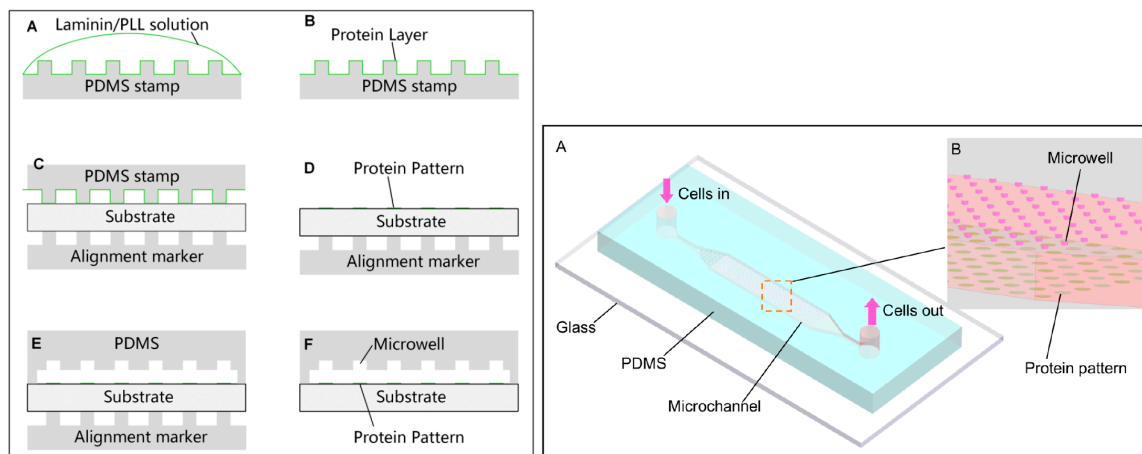 A
Laminin/PLL solution
PDMS stamp
B
Protein Layer
PDMS stamp
C
PDMS stamp
Substrate
Alignment marker
D
Protein Pattern
Substrate
Alignment marker
E
PDMS
Substrate
Alignment marker
F
Microwell
Substrate
Protein Pattern
A
Cells in
Cells out
Glass
PDMS
Microchannel
B
Microwell
Protein pattern